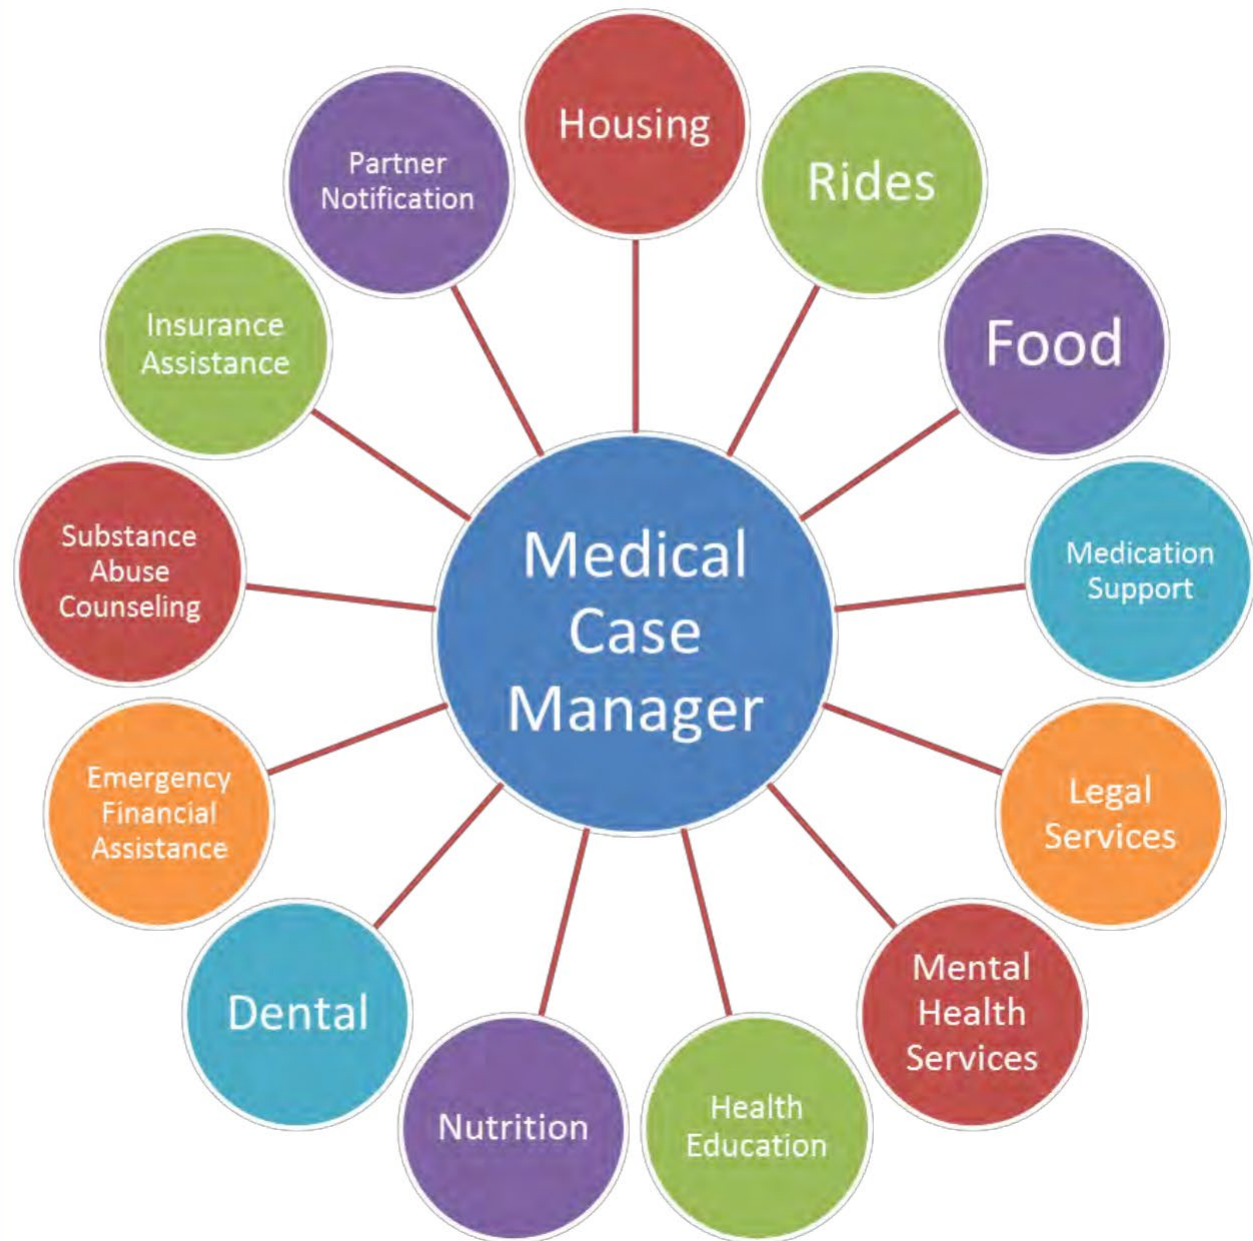 Housing
Rides
Food
Medication
Support
Legal
Services
Mental
Health
Services
Health
Education
Nutrition
Dental
Emergency
Financial
Assistance
Substance
Abuse
Counseling
Insurance
Assistance
Partner
Notification
Medical
Case
Manager